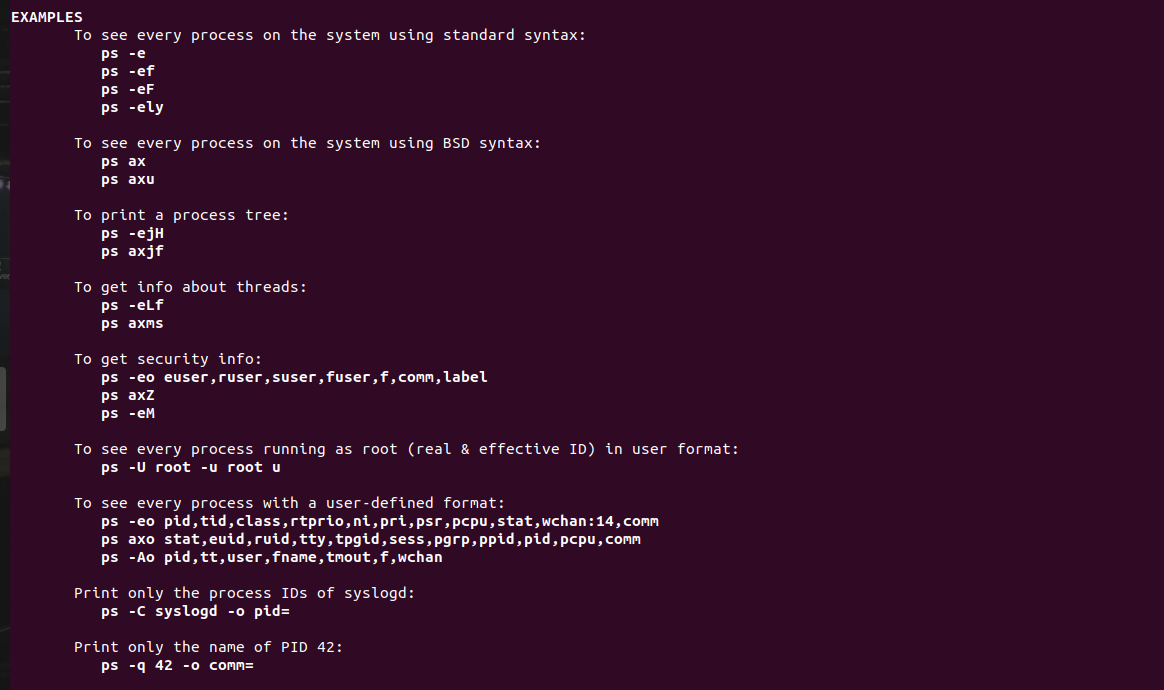 EXAMPLES
To see every process on the system using standard syntax:
ps -e
ps -ef
ps -eF
ps -ely
To see every process on the system using BSD syntax:
ps ax
ps axu
To print a process tree:
ps -ejH
ps axjf
To get info about threads:
ps -eLf
ps axms
To get security info:
ps -eo euser,ruser,suser,fuser,f,comm,label
ps axZ
ps -eM
To see every process running as root (real & effective ID) in user format:
ps -U root -u root u
To see every process with a user-defined format:
ps -eo pid,tid,class,rtprio,ni,pri,psr,pcpu,stat,wchan:14,comm
ps axo stat,euid,ruid,tty,tpgid,sess,pgrp,ppid,pid,pcpu,comm
ps -Ao pid,tt,user,fname,tmout,f,wchan
Print only the process IDs of syslogd:
ps -C syslogd -o pid=
Print only the name of PID 42:
ps -q 42 -o comm=